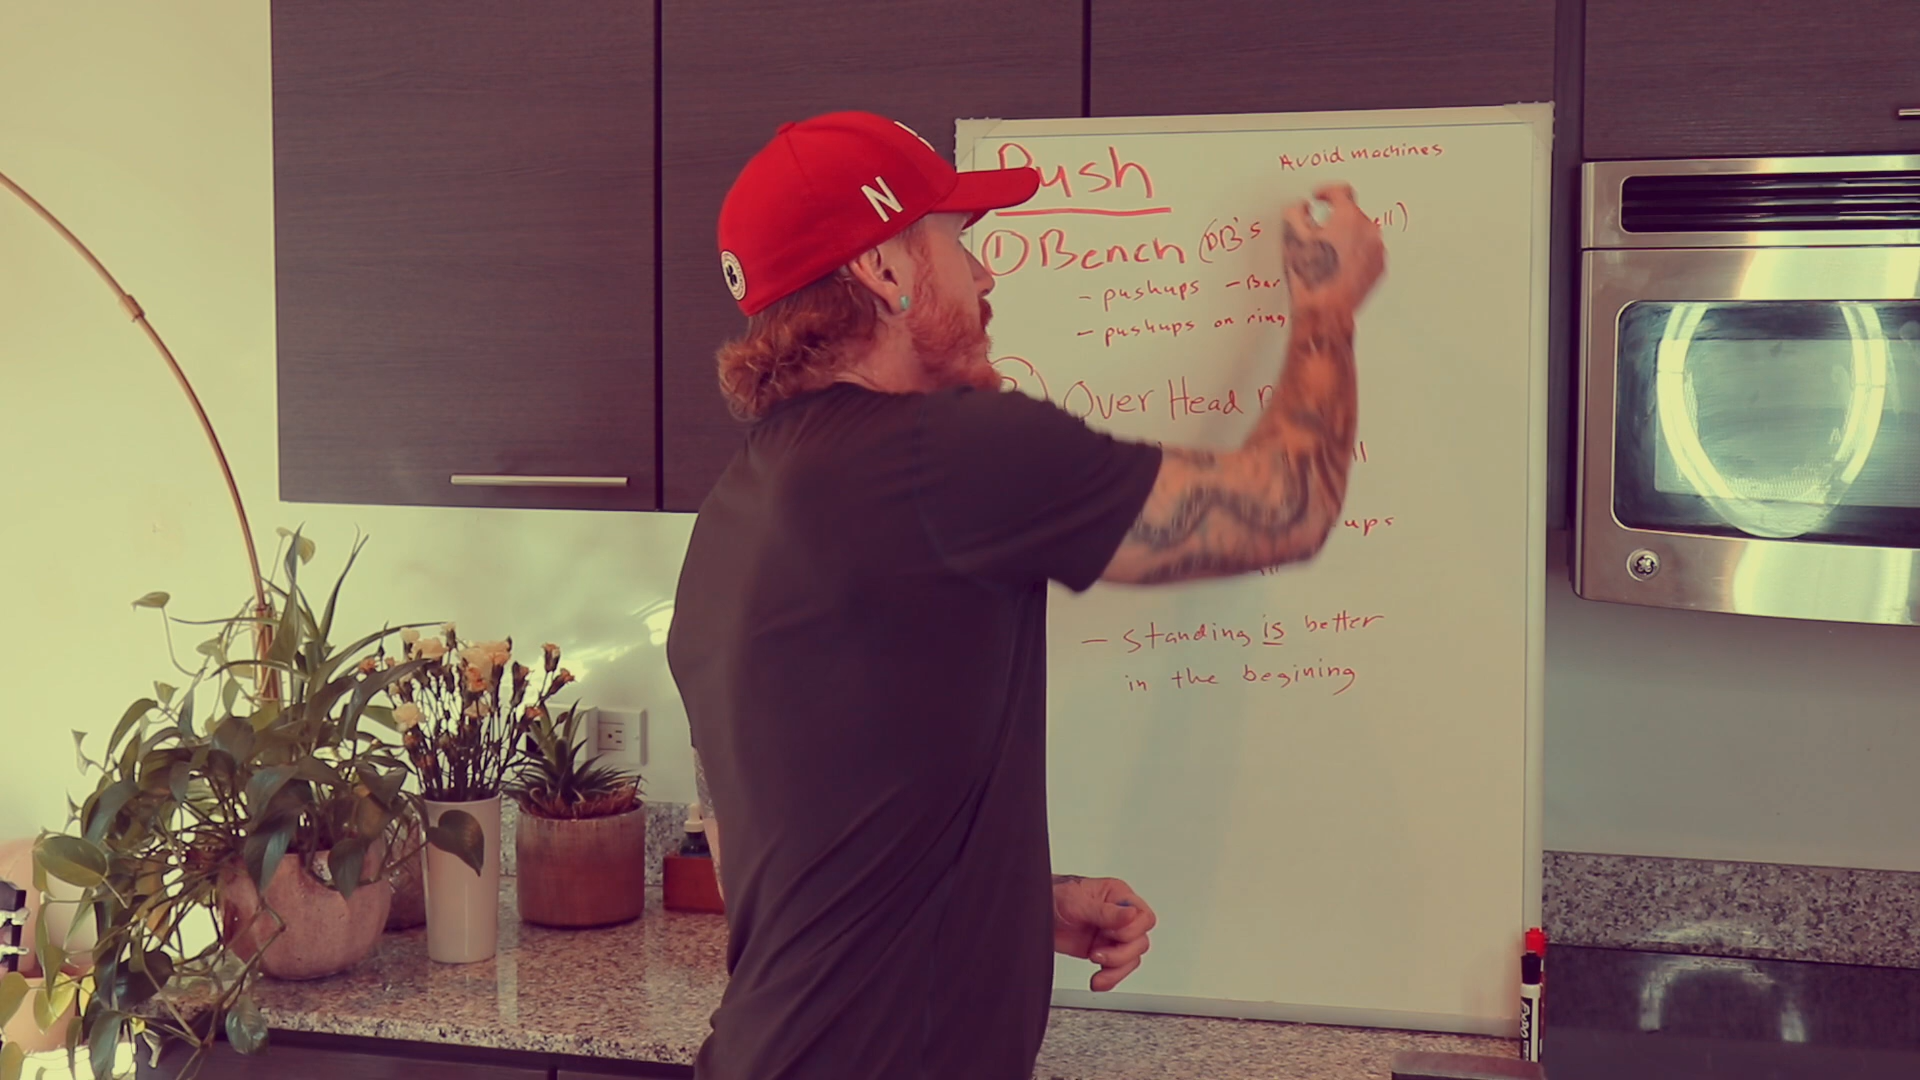 N
Push
Avoid machines
① Bench (DB's
- pushups - Bar
- pushups on ring
Over Head
ups
- Standing is better
in the begining